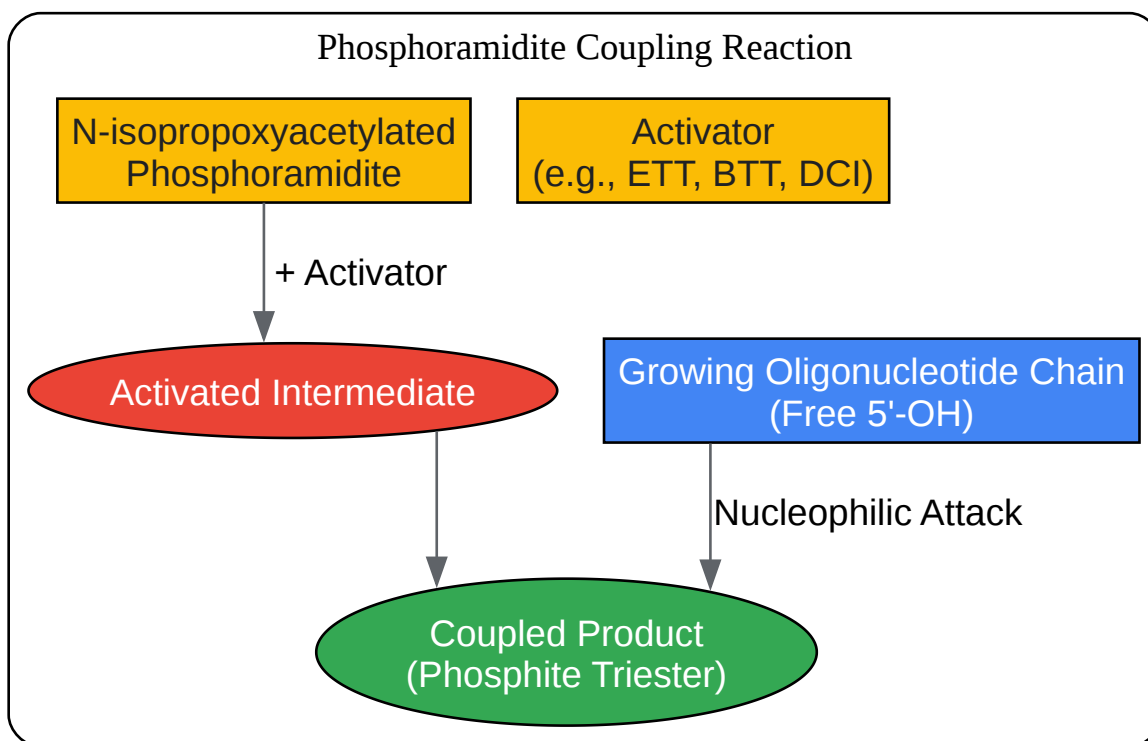 Phosphoramidite Coupling Reaction
N-isopropoxyacetylated
Phosphoramidite
Activator
(e.g., ETT, BTT, DCI)
+ Activator
Activated Intermediate
Growing Oligonucleotide Chain
(Free 5'-OH)
Nucleophilic Attack
Coupled Product
(Phosphite Triester)